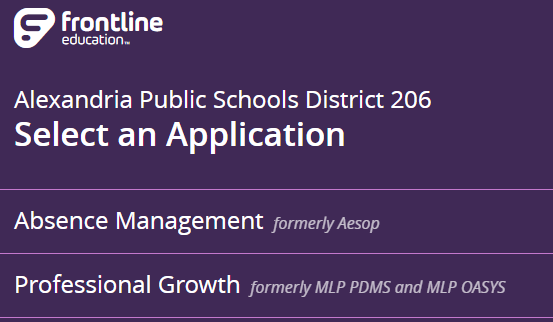 frontline
education™
Alexandria Public Schools District 206
Select an Application
Absence Management formerly Aesop
Professional Growth formerly MLP PDMS and MLP OASYS